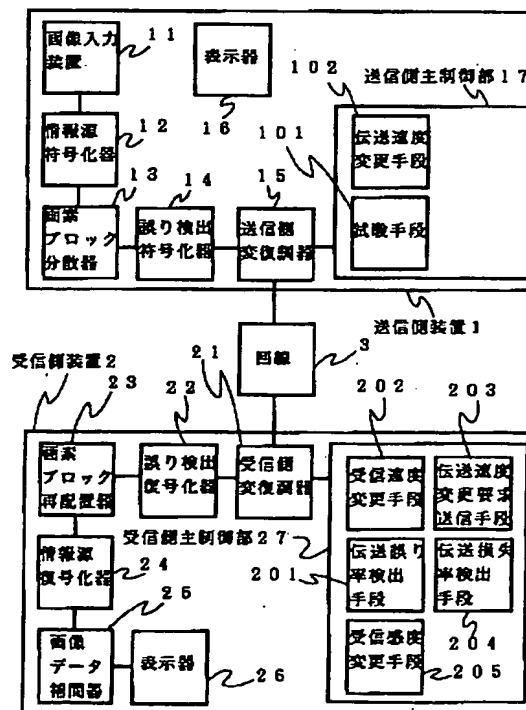 画像入力
装置
11
表示器
16
送信側主制御部17
102
伝送速度
変更手段
101
試験手段
情報源
符号化器
12
13
14
15
画素
ブロック
分散器
誤り検出
符号化器
送信側
変復調器
送信側装置1
回線
3
受信側装置2
23
22
21
202
203
画素
ブロック
再配置器
誤り検出
復号化器
受信側
変復調器
受信速度
変更手段
伝送速度
変更要求
送信手段
受信側主制御部27
情報源
復号化器
24
伝送誤り
率検出
手段
201
伝送損失
率検出
手段
204
25
画像
データ
補間器
表示器
26
受信感度
変更手段
205